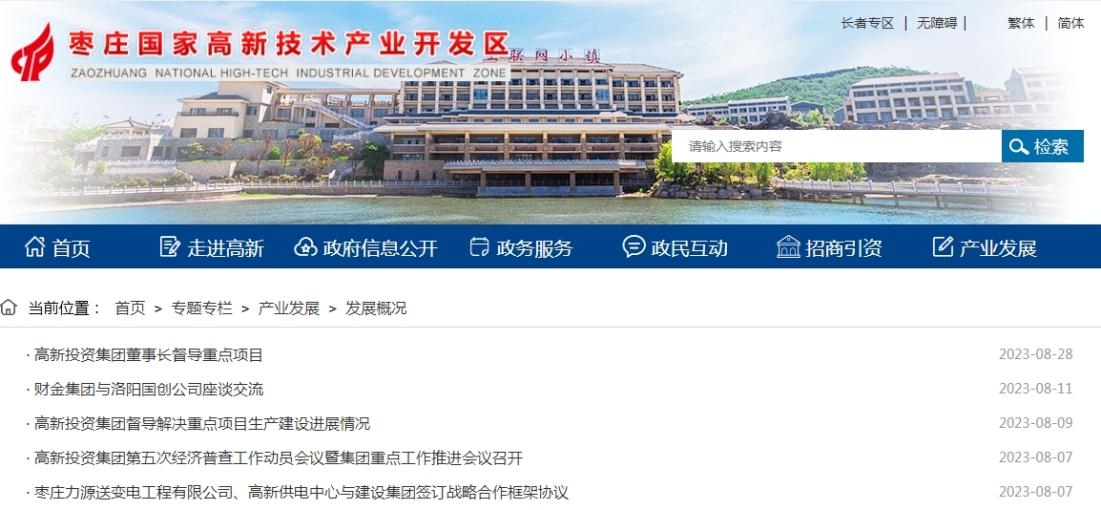 长者专区 | 无障碍 | 繁体 | 简体
枣庄国家高新技术产业开发区
联网小镇
ZAOZHUANG NATIONAL HIGH-TECH INDUSTRIAL DEVELOPMENT ZONE
请输入搜索内容 检索
首页 走进高新 政府信息公开 政务服务 政民互动 招商引资 产业发展
当前位置： 首页 > 专题专栏 > 产业发展 > 发展概况
· 高新投资集团董事长督导重点项目 2023-08-28
· 财金集团与洛阳国创公司座谈交流 2023-08-11
· 高新投资集团督导解决重点项目生产建设进展情况 2023-08-09
· 高新投资集团第五次经济普查工作动员会议暨集团重点工作推进会议召开 2023-08-07
· 枣庄力源送变电工程有限公司、高新供电中心与建设集团签订战略合作框架协议 2023-08-07